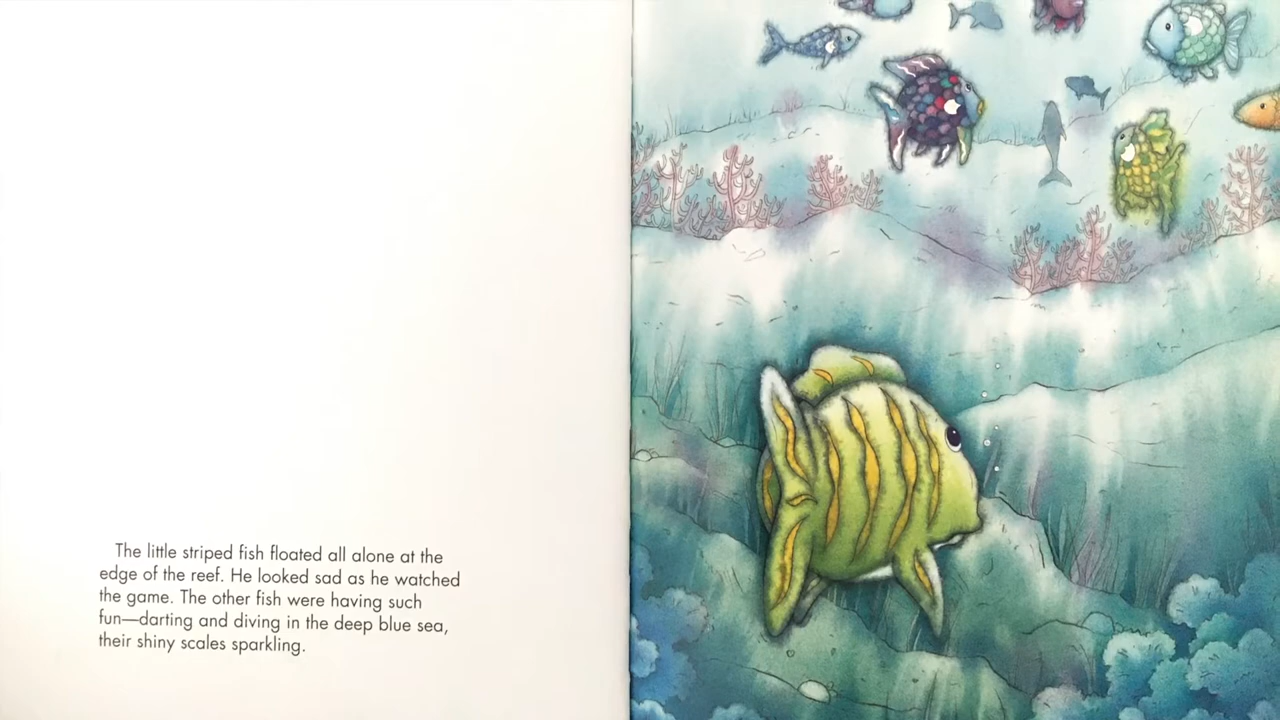 The little striped fish floated all alone at the
edge of the reef. He looked sad as he watched
the game. The other fish were having such
fun—darting and diving in the deep blue sea,
their shiny scales sparkling.